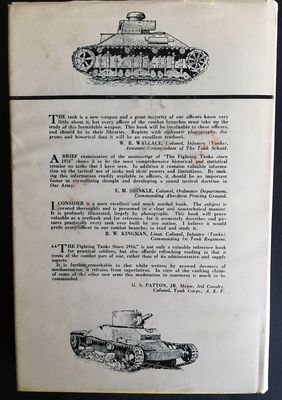 THE tank is a new weapon and a great majority of our officers know very
little about it, but every officer of the combat branches must take up the study
of this formidable weapon. This book will be invaluable to these officers,
and should be in their libraries. Replete with authentic photographs, dia-
grams and historical data it will be an excellent textbook.
W. B. WALLACE, Colonel, Infantry (Tanks),
Assistant Commandant of The Tank School.
A BRIEF examination of the manuscript of "The Fighting Tanks since
1916" shows it to be the most comprehensive historical and statistical
treatise on tanks that I have seen. As such it contains valuable informa-
tion on the tactical use of tanks and their powers and limitations. By mak-
ing this information readily available to officers, it should be an important
factor in crystallizing thought and developing a sound tactical doctrine in
Our Army.
E. M. SHINKLE, Colonel, Ordnance Department,
Commanding Aberdeen Proving Ground.
I CONSIDER it a most excellent and much needed book. The subject is
covered thoroughly and is presented in a clear and nontechnical manner.
It is profusely illustrated, largely by photographs. This book will prove
valuable as a textbook and for reference, for it accurately describes and pic-
tures practically every tank ever built by any nation. I believe it would
profit every officer in our combat branches to read and study it.
R. W. KINGMAN, Lieut. Colonel, Infantry (Tanks),
Commanding 1st Tank Regiment.
"THE Fighting Tanks Since 1916," is not only a valuable reference book
for practical soldiers, but also affords refreshing reading in that it
treats of the combat part of war, rather than of its administrative and supply
aspects.
It is further remarkable in that while written by avowed devotees of
mechanization it refrains from superlatives. In view of the vaulting claims
of some of the other new arms this moderation in statement is much to be
commended.
G. S. PATTON, JR. Major, 3rd Cavalry,
Colonel, Tank Corps, A. E. F.